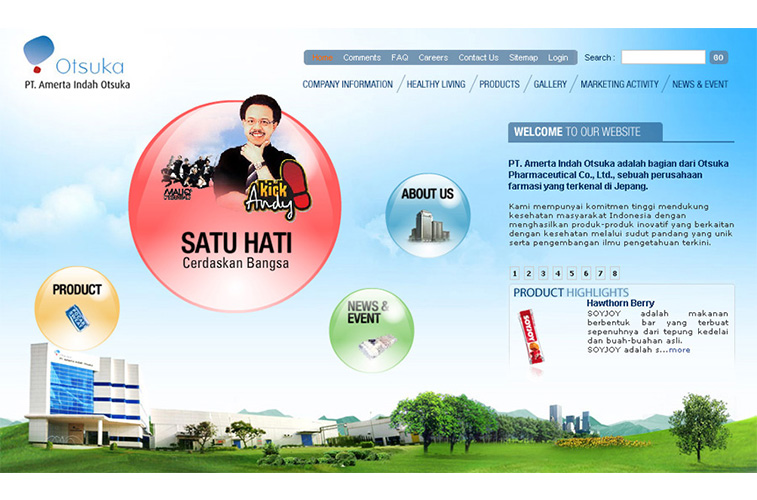 Otsuka
PT. Amerta Indah Otsuka
Home Comments FAQ Careers Contact Us Sitemap Login Search : GO
COMPANY INFORMATION / HEALTHY LIVING / PRODUCTS / GALLERY / MARKETING ACTIVITY / NEWS & EVENT
WELCOME TO OUR WEBSITE
PT. Amerta Indah Otsuka adalah bagian dari Otsuka
Pharmaceutical Co., Ltd., sebuah perusahaan
farmasi yang terkenal di Jepang.
Kami mempunyai komitmen tinggi mendukung
kesehatan masyarakat Indonesia dengan
menghasilkan produk-produk inovatif yang berkaitan
dengan kesehatan melalui sudut pandang yang unik
serta pengembangan ilmu pengetahuan terkini.
1 2 3 4 5 6 7 8
PRODUCT HIGHLIGHTS
Hawthorn Berry
SOYJOY adalah makanan
berbentuk bar yang terbuat
sepenuhnya dari tepung kedelai
dan buah-buahan asli.
SOYJOY adalah s...more
SOYJOY
kick
Andy
SATU HATI
Cerdaskan Bangsa
ABOUT US
PRODUCT
NEWS &
EVENT